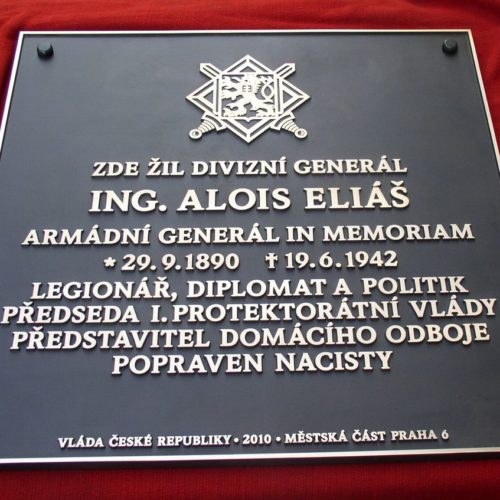 ZDE ŽIL DIVIZNÍ GENERÁL
ING. ALOIS ELIÁŠ
ARMÁDNÍ GENERÁL IN MEMORIAM
* 29.9.1890 † 19.6.1942
LEGIONÁŘ, DIPLOMAT A POLITIK
PŘEDSEDA I. PROTEKTORÁTNÍ VLÁDY
PŘEDSTAVITEL DOMÁCÍHO ODBOJE
POPRAVEN NACISTY
VLÁDA ČESKÉ REPUBLIKY • 2010 • MĚSTSKÁ ČÁST PRAHA 6